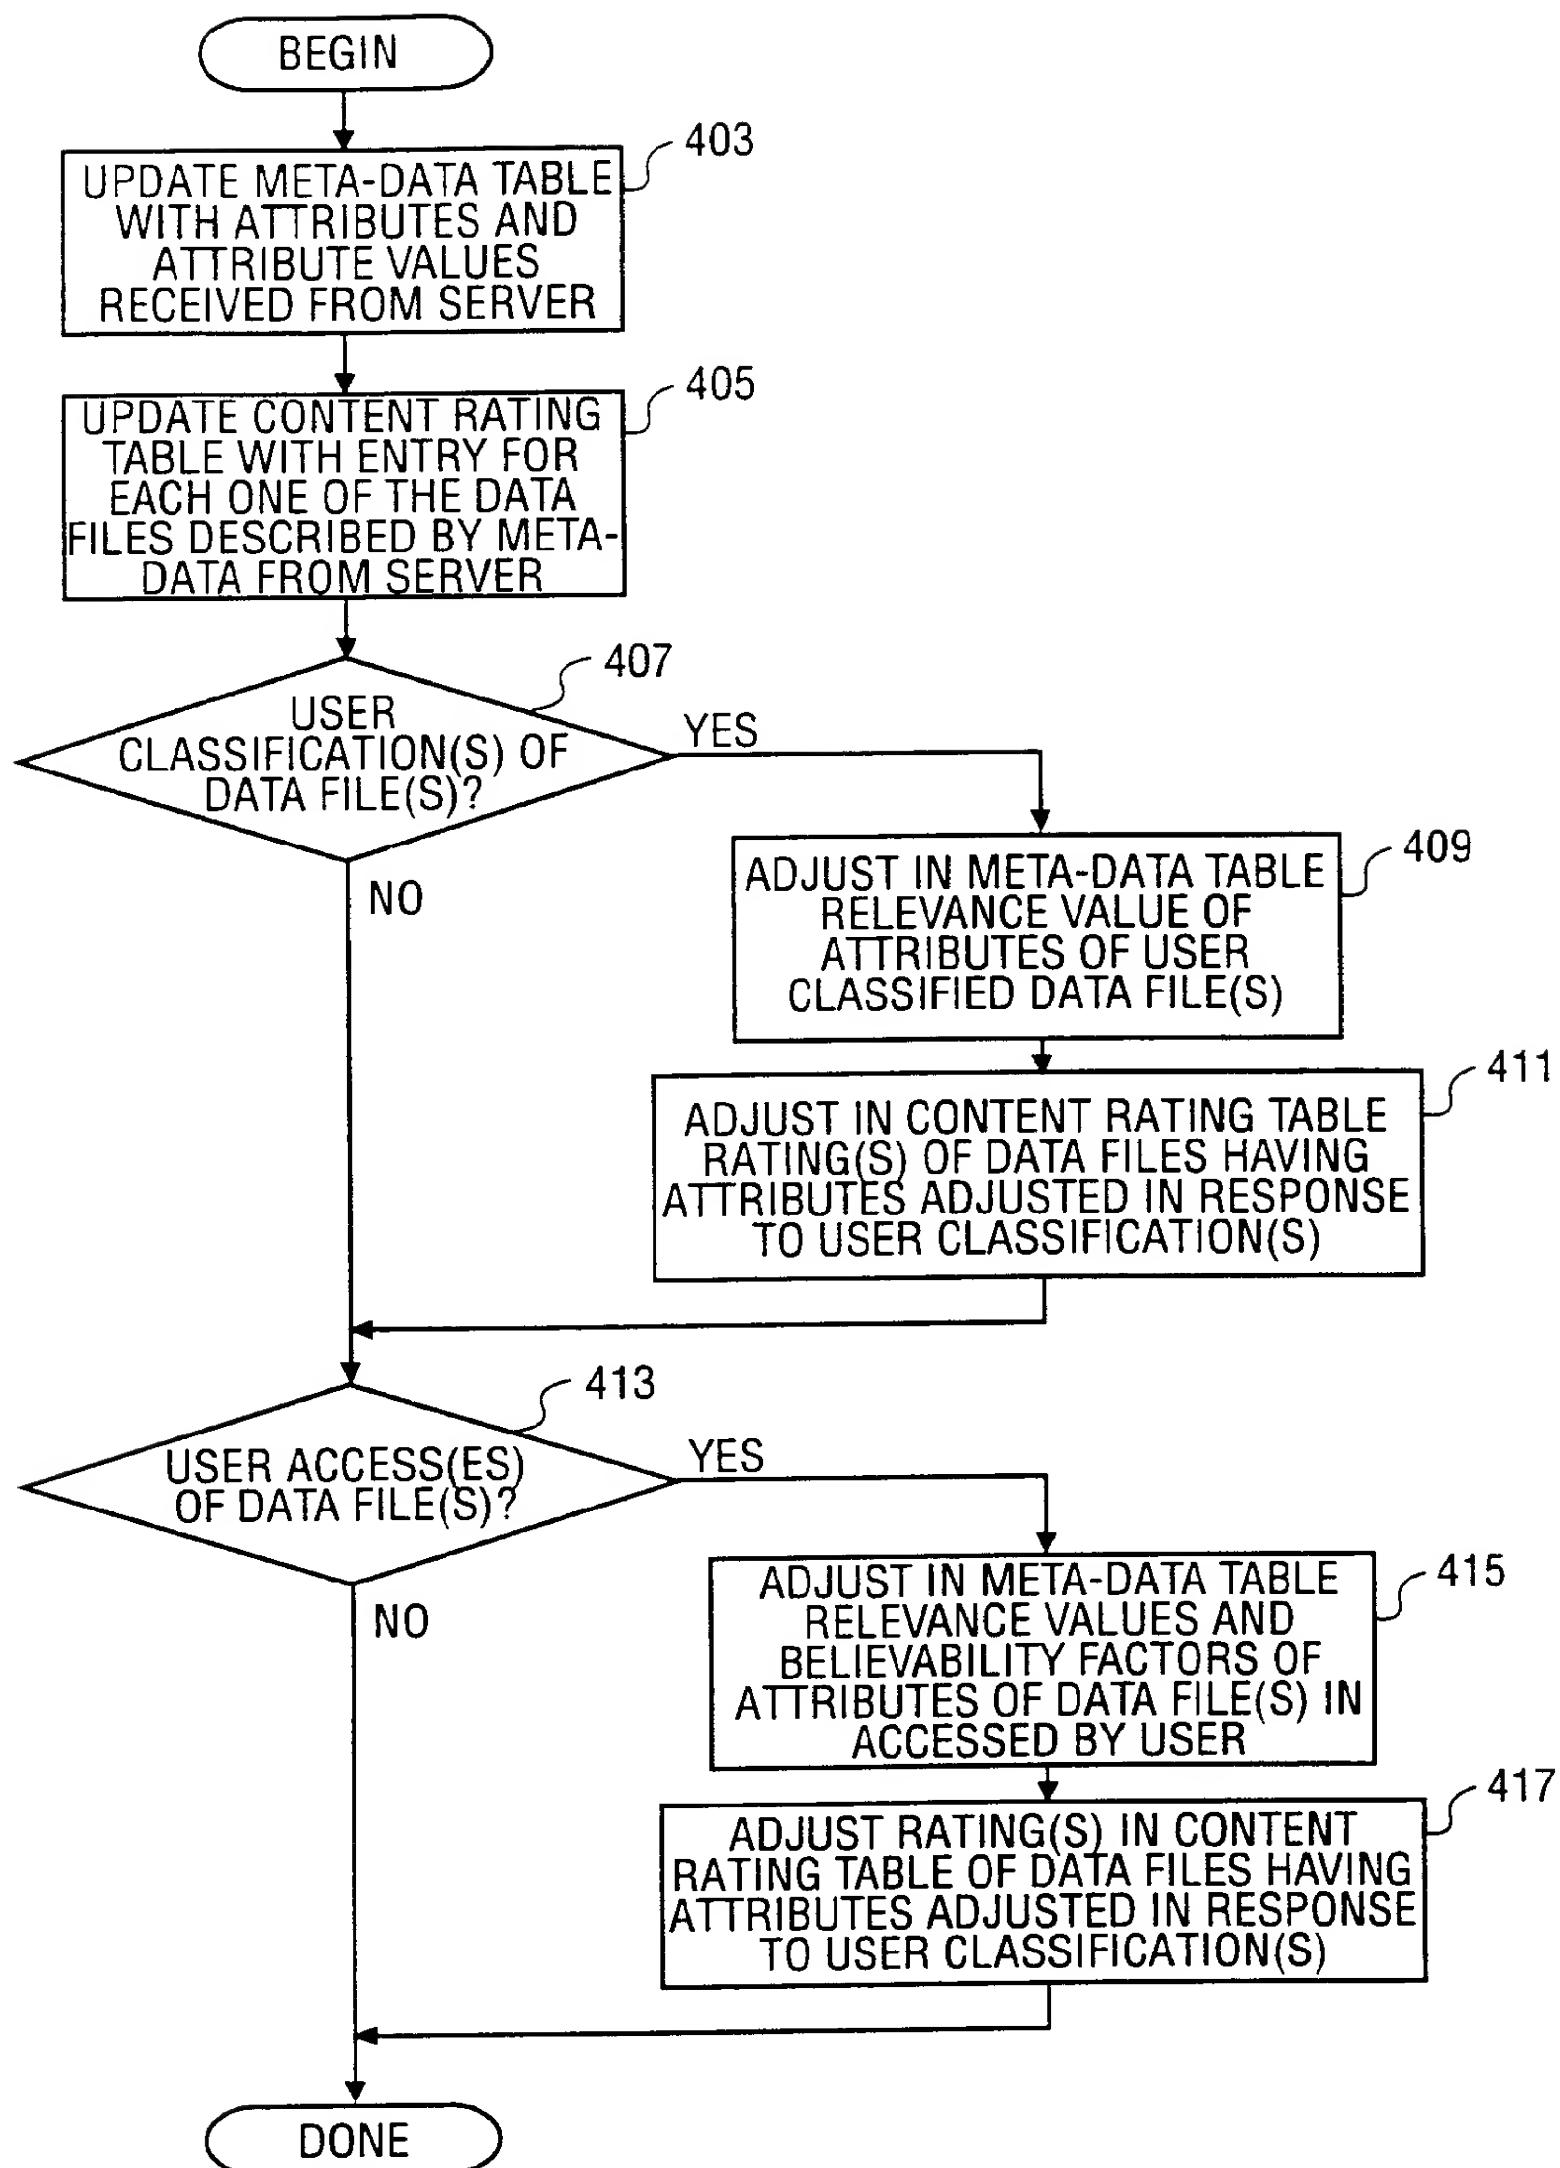 BEGIN
403
UPDATE META-DATA TABLE
WITH ATTRIBUTES AND
ATTRIBUTE VALUES
RECEIVED FROM SERVER
405
UPDATE CONTENT RATING
TABLE WITH ENTRY FOR
EACH ONE OF THE DATA
FILES DESCRIBED BY META-
DATA FROM SERVER
407
USER
CLASSIFICATION(S) OF
DATA FILE(S)?
YES
NO
409
ADJUST IN META-DATA TABLE
RELEVANCE VALUE OF
ATTRIBUTES OF USER
CLASSIFIED DATA FILE(S)
411
ADJUST IN CONTENT RATING TABLE
RATING(S) OF DATA FILES HAVING
ATTRIBUTES ADJUSTED IN RESPONSE
TO USER CLASSIFICATION(S)
413
USER ACCESS(ES)
OF DATA FILE(S)?
YES
NO
415
ADJUST IN META-DATA TABLE
RELEVANCE VALUES AND
BELIEVABILITY FACTORS OF
ATTRIBUTES OF DATA FILE(S) IN
ACCESSED BY USER
417
ADJUST RATING(S) IN CONTENT
RATING TABLE OF DATA FILES HAVING
ATTRIBUTES ADJUSTED IN RESPONSE
TO USER CLASSIFICATION(S)
DONE